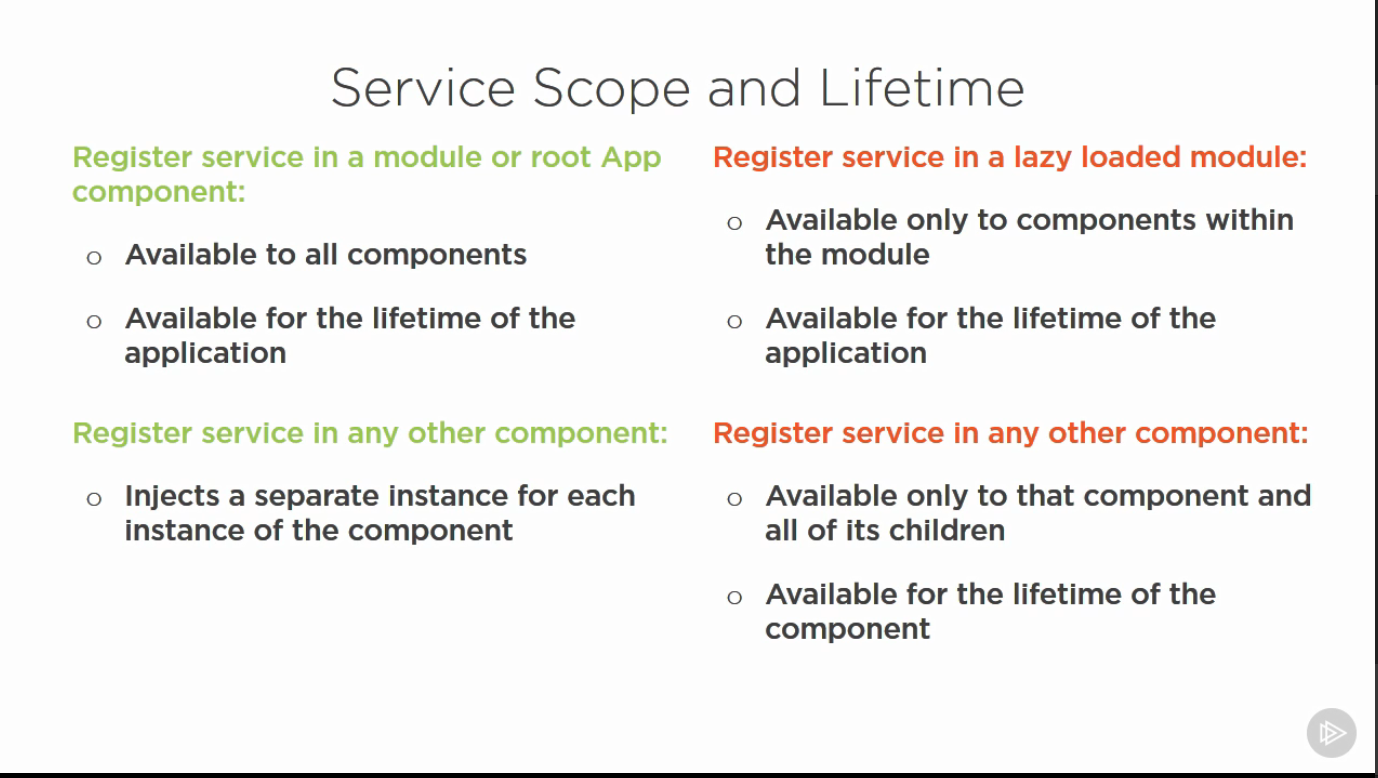 Service Scope and Lifetime
Register service in a module or root App
component:
o Available to all components
o Available for the lifetime of the
application
Register service in any other component:
o Injects a separate instance for each
instance of the component
Register service in a lazy loaded module:
o Available only to components within
the module
o Available for the lifetime of the
application
Register service in any other component:
o Available only to that component and
all of its children
o Available for the lifetime of the
component